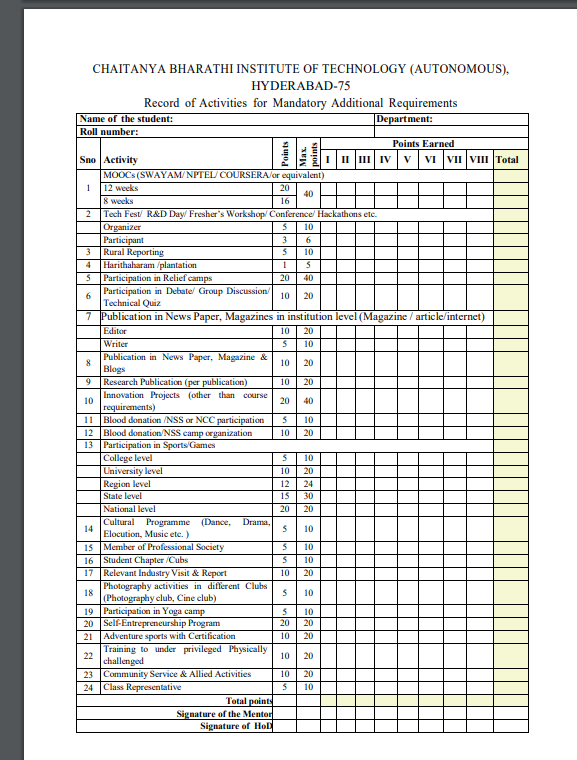 CHAITANYA BHARATHI INSTITUTE OF TECHNOLOGY (AUTONOMOUS),
HYDERABAD-75
Record of Activities for Mandatory Additional Requirements
Name of the student: Department:
Roll number:
Points Earned
Sno Activity Points Max. points I II III IV V VI VII VIII Total
MOOCs (SWAYAM/ NPTEL/ COURSERA/or equivalent)
1 12 weeks 20 40
8 weeks 16
2 Tech Fest/ R&D Day/ Fresher's Workshop/ Conference/ Hackathons etc.
Organizer 5 10
Participant 3 6
3 Rural Reporting 5 10
4 Harithaharam /plantation 1 5
5 Participation in Relief camps 20 40
6 Participation in Debate/ Group Discussion/ 10 20
Technical Quiz
7 Publication in News Paper, Magazines in institution level (Magazine / article/internet)
Editor 10 20
Writer 5 10
8 Publication in News Paper, Magazine & 10 20
Blogs
9 Research Publication (per publication) 10 20
10 Innovation Projects (other than course 20 40
requirements)
11 Blood donation /NSS or NCC participation 5 10
12 Blood donation/NSS camp organization 10 20
13 Participation in Sports/Games
College level 5 10
University level 10 20
Region level 12 24
State level 15 30
National level 20 20
14 Cultural Programme (Dance, Drama, 5 10
Elocution, Music etc. )
15 Member of Professional Society 5 10
16 Student Chapter /Cubs 5 10
17 Relevant Industry Visit & Report 10 20
18 Photography activities in different Clubs 5 10
(Photography club, Cine club)
19 Participation in Yoga camp 5 10
20 Self-Entrepreneurship Program 20 20
21 Adventure sports with Certification 10 20
22 Training to under privileged Physically 10 20
challenged
23 Community Service & Allied Activities 10 20
24 Class Representative 5 10
Total points
Signature of the Mentor
Signature of HoD